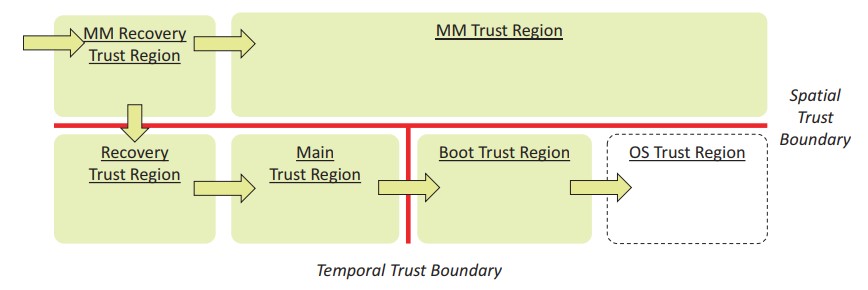 MM Recovery
Trust Region
MM Trust Region
Spatial
Trust
Boundary
Recovery
Trust Region
Main
Trust Region
Boot Trust Region
OS Trust Region
Temporal Trust Boundary